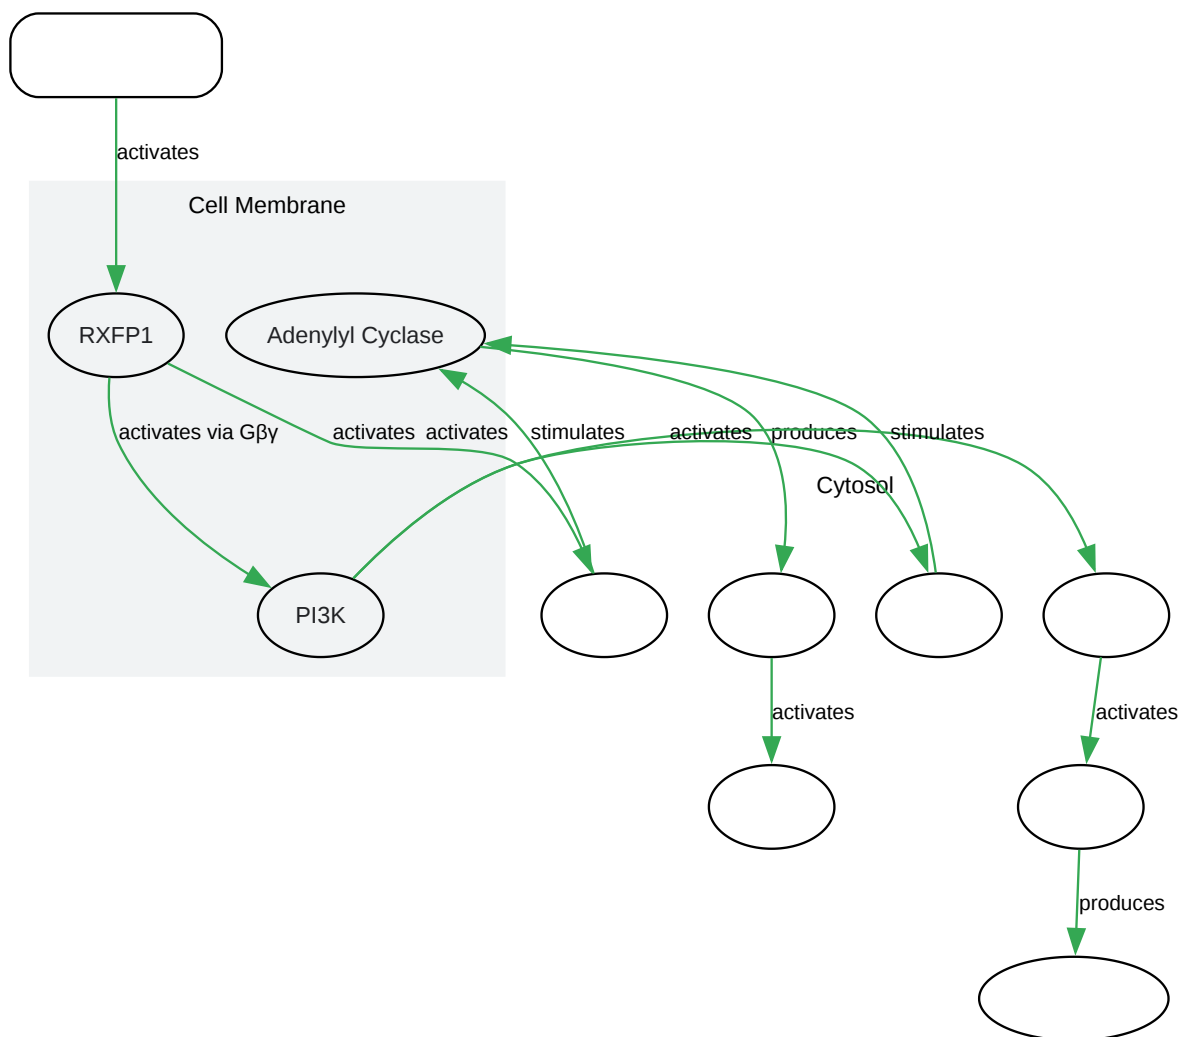 activates
Cell Membrane
RXFP1
Adenylyl Cyclase
activates via Gβγ
activates
activates
stimulates
activates
produces
stimulates
Cytosol
PI3K
activates
activates
produces